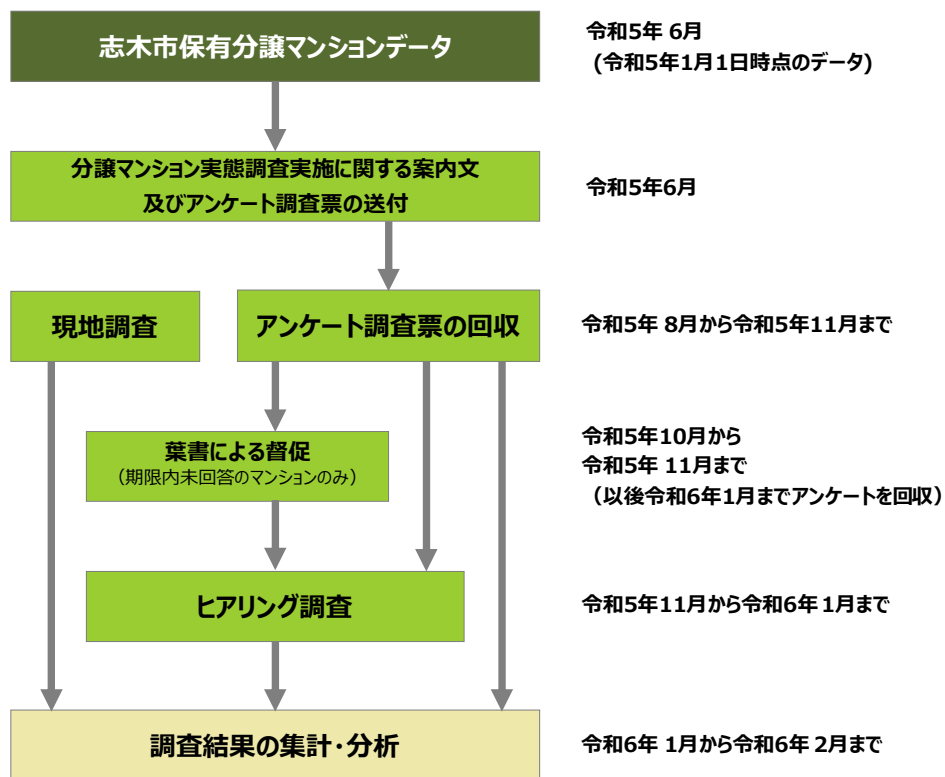 志木市保有分譲マンションデータ
令和5年 6月
(令和5年1月1日時点のデータ)
分譲マンション実態調査実施に関する案内文
及びアンケート調査票の送付
令和5年6月
現地調査
アンケート調査票の回収
令和5年 8月から令和5年11月まで
葉書による督促
（期限内未回答のマンションのみ）
令和5年10月から
令和5年 11月まで
（以後令和6年1月までアンケートを回収）
ヒアリング調査
令和5年11月から令和6年 1月まで
調査結果の集計・分析
令和6年 1月から令和6年 2月まで